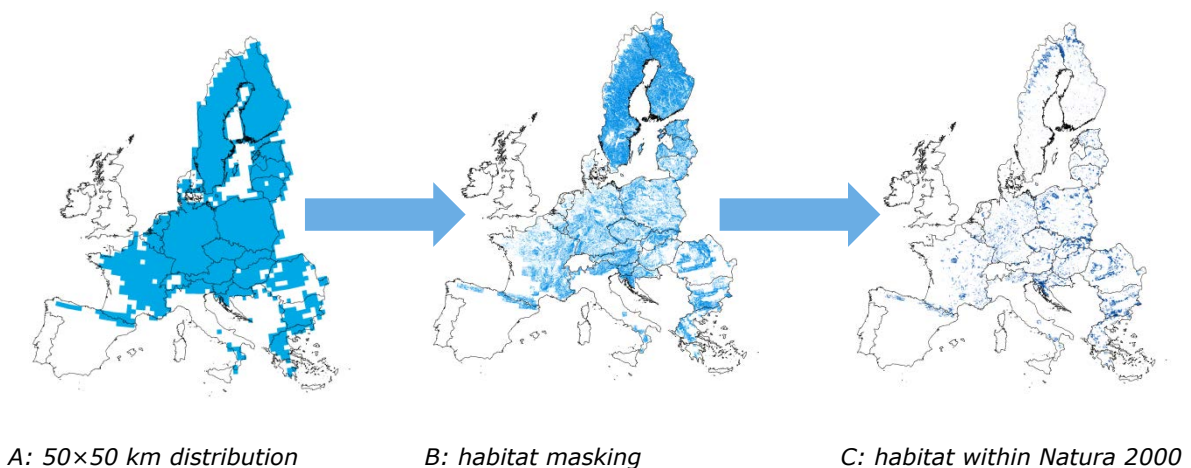 A: 50×50 km distribution
B: habitat masking
C: habitat within Natura 2000